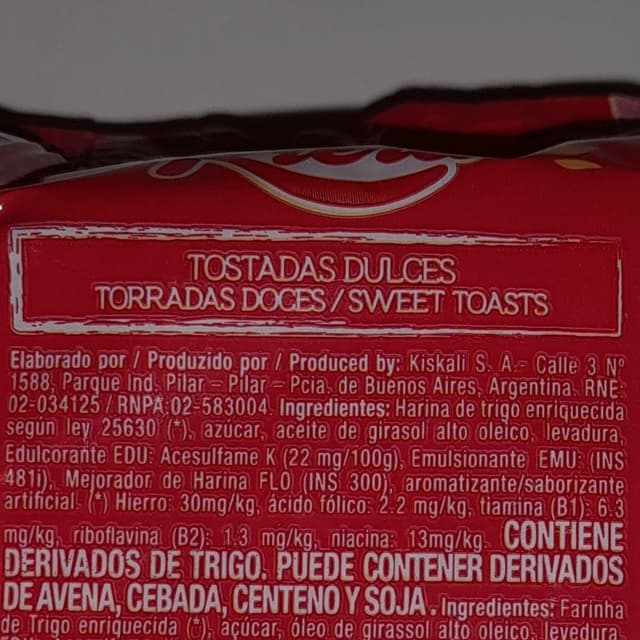 TOSTADAS DULCES
TORRADAS DOCES / SWEET TOASTS
Elaborado por / Produzido por / Produced by: Kiskali S. A.- Calle 3 Nº
1588, Parque Ind. Pilar – Pilar – Pcia. de Buenos Aires, Argentina. RNE:
02-034125 / RNPA:02-583004. Ingredientes: Harina de trigo enriquecida
según ley 25630 (*), azúcar, aceite de girasol alto oleico, levadura,
Edulcorante EDU: Acesulfame K (22 mg/100g), Emulsionante EMU: (INS
481i), Mejorador de Harina FLO (INS 300), aromatizante/saborizante
artificial. (*) Hierro: 30mg/kg, ácido fólico: 2.2 mg/kg, tiamina (B1): 6.3
mg/kg, riboflavina (B2): 1.3 mg/kg, niacina: 13mg/kg. CONTIENE
DERIVADOS DE TRIGO. PUEDE CONTENER DERIVADOS
DE AVENA, CEBADA, CENTENO Y SOJA. Ingredientes: Farinha
de Trigo enriquecida (*), açúcar, óleo de girassol alto oleico, levedura,